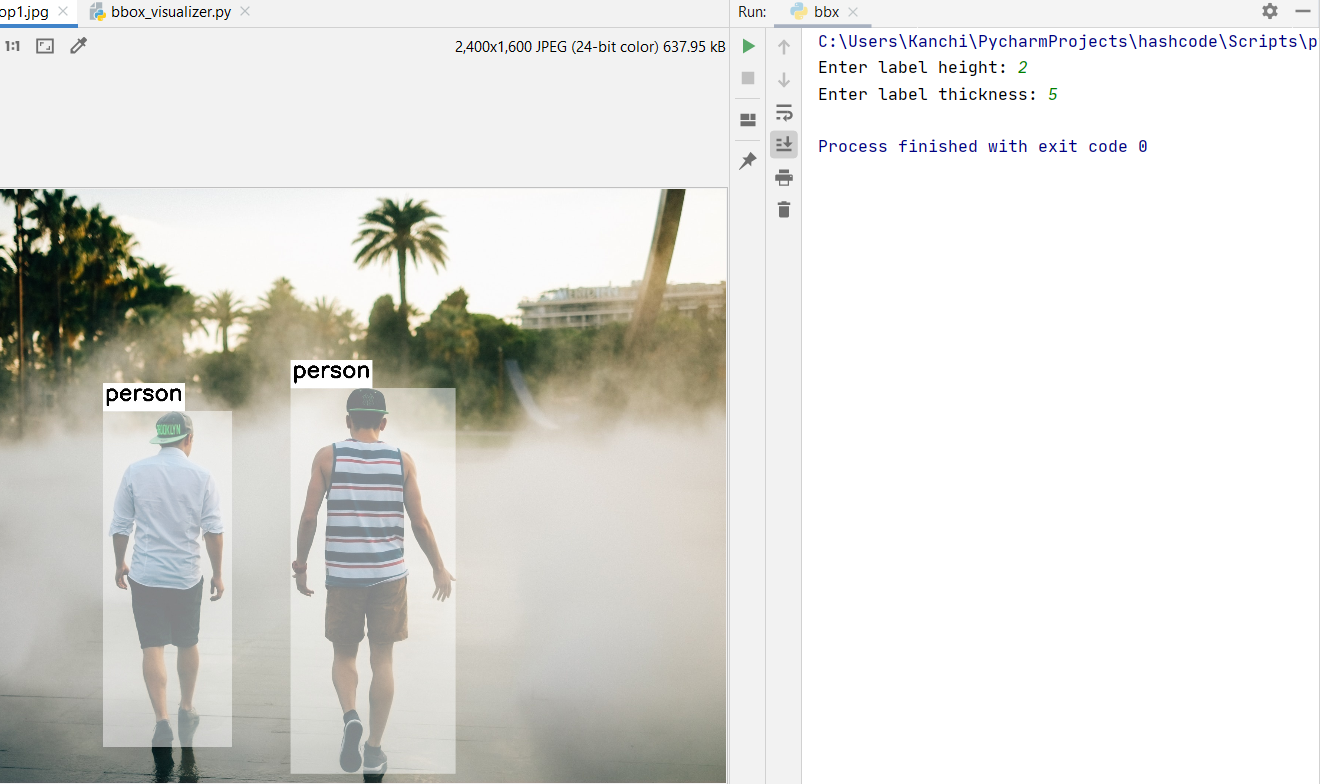 op1.jpg
bbox_visualizer.py
Run:
bbx
1:1
2,400x1,600 JPEG (24-bit color) 637.95 kB
C:\Users\Kanchi\PycharmProjects\hashcode\Scripts\p
Enter label height: 2
Enter label thickness: 5
Process finished with exit code 0
person
person
BROOKLYN